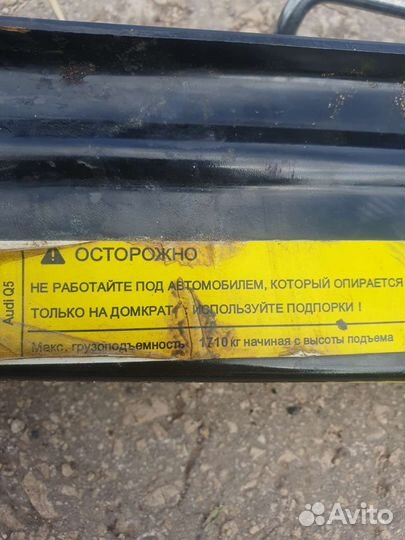 Audi Q5
⚠ ОСТОРОЖНО
НЕ РАБОТАЙТЕ ПОД АВТОМОБИЛЕМ, КОТОРЫЙ ОПИРАЕТСЯ
ТОЛЬКО НА ДОМКРАТ ИСПОЛЬЗУЙТЕ ПОДПОРКИ !
Макс. грузоподъемность 1710 кг начиная с высоты подъема
Avito